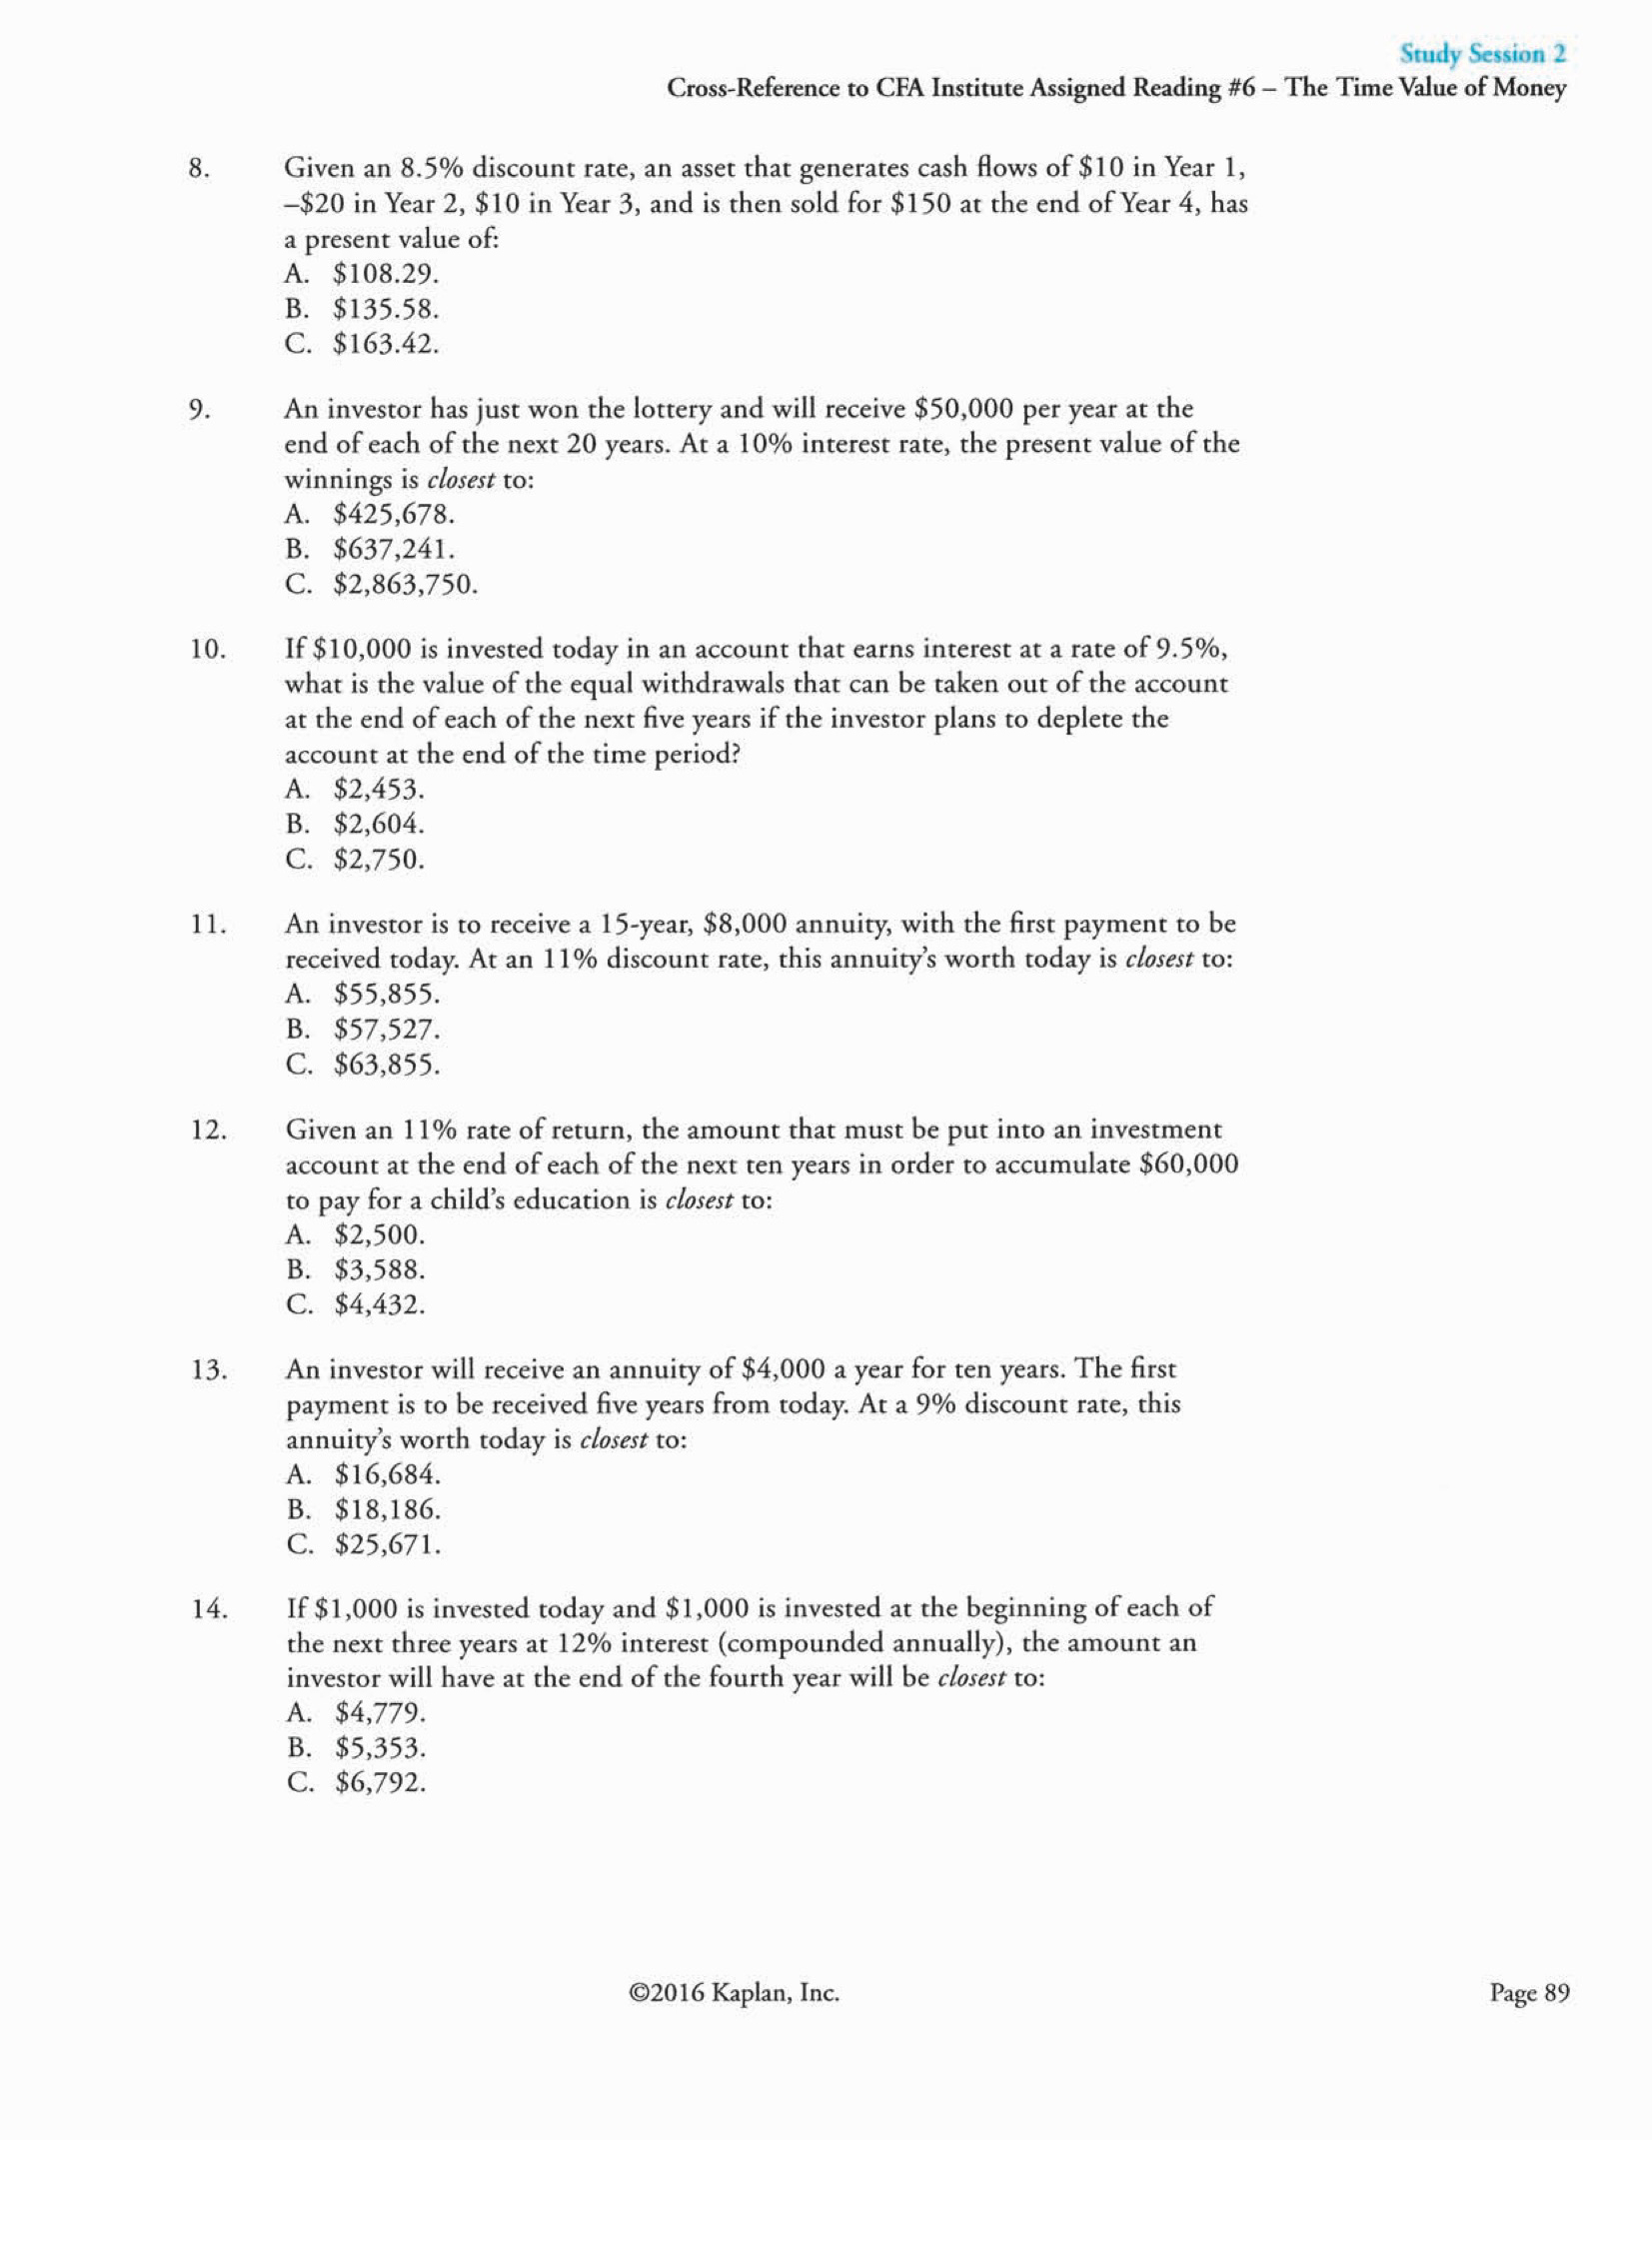 Study Session 2
Cross-Reference to CFA Institute Assigned Reading #6 – The Time Value of Money
8. Given an 8.5% discount rate, an asset that generates cash flows of $10 in Year 1,
–$20 in Year 2, $10 in Year 3, and is then sold for $150 at the end of Year 4, has
a present value of:
A. $108.29.
B. $135.58.
C. $163.42.
9. An investor has just won the lottery and will receive $50,000 per year at the
end of each of the next 20 years. At a 10% interest rate, the present value of the
winnings is closest to:
A. $425,678.
B. $637,241.
C. $2,863,750.
10. If $10,000 is invested today in an account that earns interest at a rate of 9.5%,
what is the value of the equal withdrawals that can be taken out of the account
at the end of each of the next five years if the investor plans to deplete the
account at the end of the time period?
A. $2,453.
B. $2,604.
C. $2,750.
11. An investor is to receive a 15-year, $8,000 annuity, with the first payment to be
received today. At an 11% discount rate, this annuity's worth today is closest to:
A. $55,855.
B. $57,527.
C. $63,855.
12. Given an 11% rate of return, the amount that must be put into an investment
account at the end of each of the next ten years in order to accumulate $60,000
to pay for a child's education is closest to:
A. $2,500.
B. $3,588.
C. $4,432.
13. An investor will receive an annuity of $4,000 a year for ten years. The first
payment is to be received five years from today. At a 9% discount rate, this
annuity's worth today is closest to:
A. $16,684.
B. $18,186.
C. $25,671.
14. If $1,000 is invested today and $1,000 is invested at the beginning of each of
the next three years at 12% interest (compounded annually), the amount an
investor will have at the end of the fourth year will be closest to:
A. $4,779.
B. $5,353.
C. $6,792.
©2016 Kaplan, Inc.
Page 89